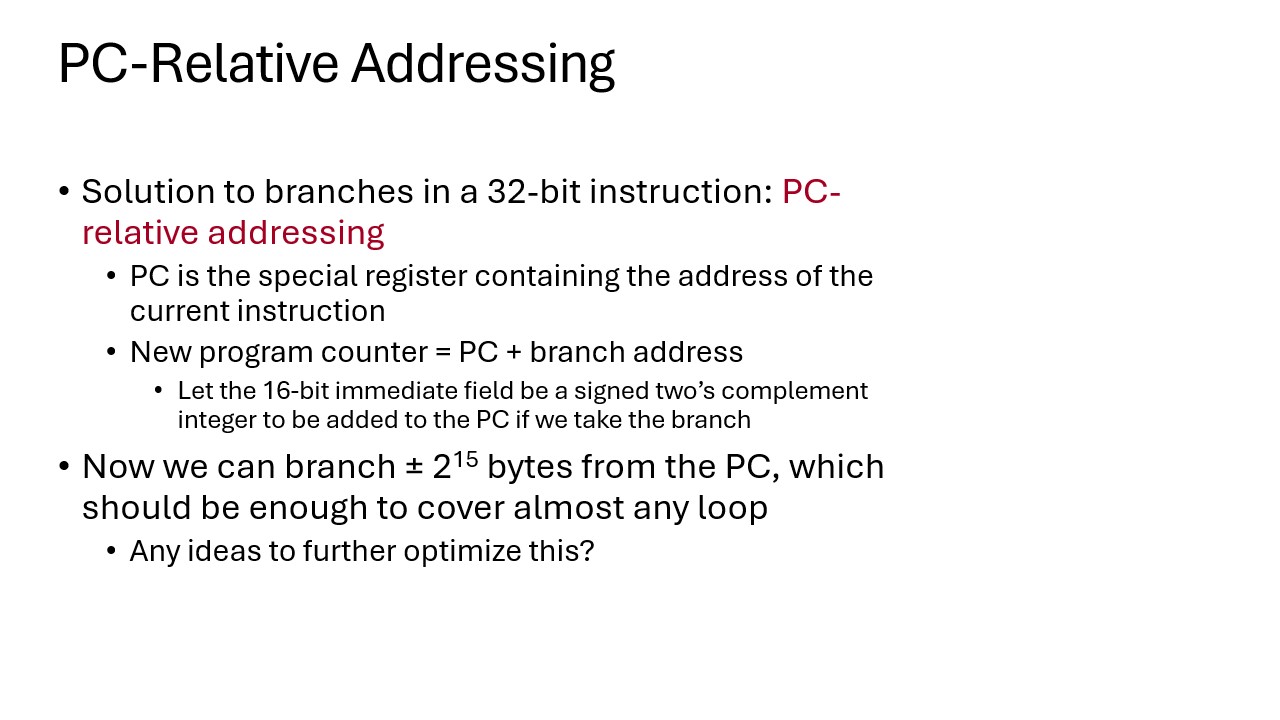 PC-Relative Addressing
• Solution to branches in a 32-bit instruction: PC-
relative addressing
• PC is the special register containing the address of the
current instruction
• New program counter = PC + branch address
• Let the 16-bit immediate field be a signed two’s complement
integer to be added to the PC if we take the branch
• Now we can branch ± 2¹⁵ bytes from the PC, which
should be enough to cover almost any loop
• Any ideas to further optimize this?